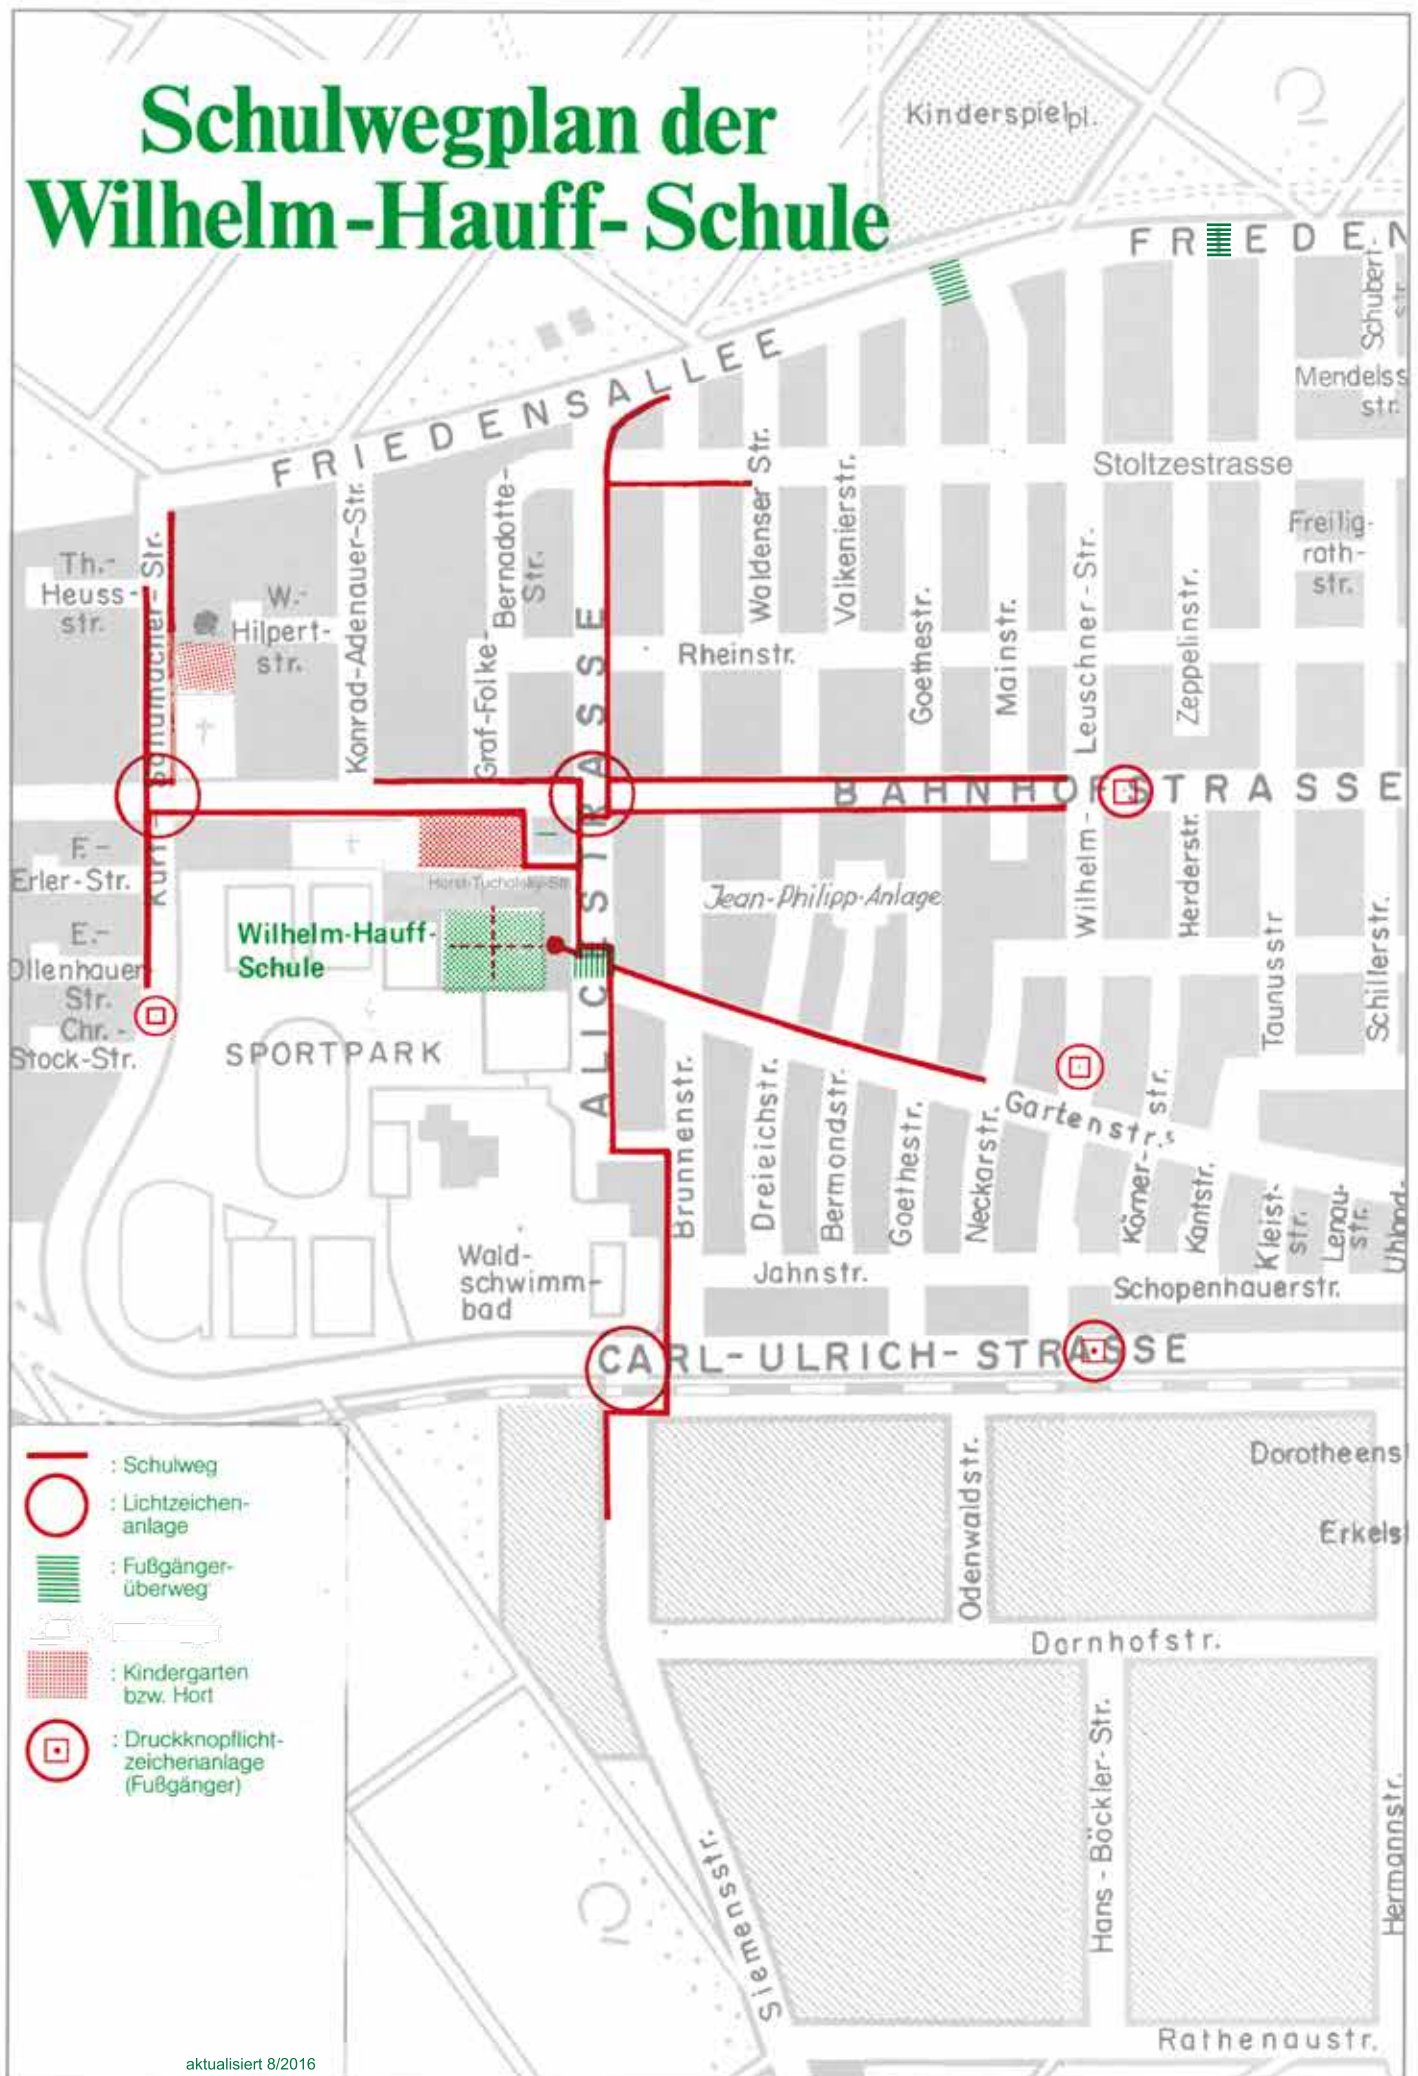 Schulwegplan der
Wilhelm-Hauff-Schule
Kinderspielpl.
FRIEDEN
Schubert-
str.
Mendelss
str.
FRIEDENSALLEE
Stoltzestrasse
Freilig-
rath-
str.
Th.-
Heuss-
str.
Kurt-Schumacher-Str.
W.-
Hilpert-
str.
Konrad-Adenauer-Str.
Graf-Folke-
Bernadotte-
Str.
ALICESTRASSE
Waldenser Str.
Valkenierstr.
Goethestr.
Mainstr.
Wilhelm-Leuschner-Str.
Zeppelinstr.
Rheinstr.
BAHNHOFSTRASSE
F.-
Erler-Str.
E.-
Ollenhauer
Str.
Chr.-
Stock-Str.
Horst-Tucholsky-Str.
Wilhelm-Hauff-
Schule
Jean-Philipp-Anlage
Herderstr.
Taunusstr
Schillerstr.
SPORTPARK
Brunnenstr.
Dreieichstr.
Bermondstr.
Goethestr.
Neckarstr.
Gartenstr.
Körner-
str.
Kantstr.
Kleist-
str.
Lenau-
str.
Uhland-
Wald-
schwimm-
bad
Jahnstr.
Schopenhauerstr.
CARL-ULRICH-STRASSE
: Schulweg
: Lichtzeichen-
anlage
: Fußgänger-
überweg
: Kindergarten
bzw. Hort
: Druckknopflicht-
zeichenanlage
(Fußgänger)
Odenwaldstr.
Dorotheens
Erkels
Dornhofstr.
Hans-Böckler-Str.
Hermannstr.
Siemensstr.
Rathenaustr.
aktualisiert 8/2016